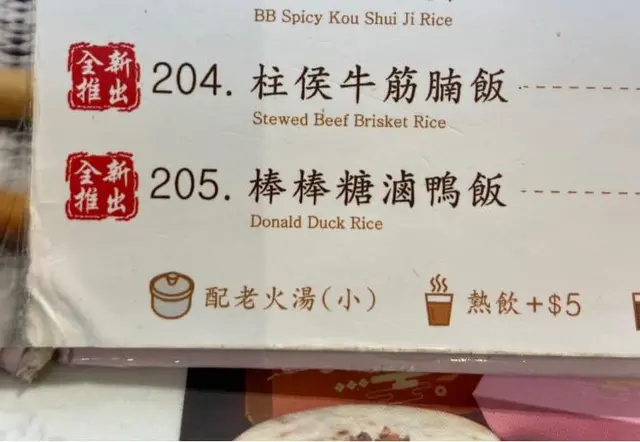 BB Spicy Kou Shui Ji Rice
全新
推出
204. 柱侯牛筋腩飯
Stewed Beef Brisket Rice
全新
推出
205. 棒棒糖滷鴨飯
Donald Duck Rice
配老火湯(小)
熱飲+$5